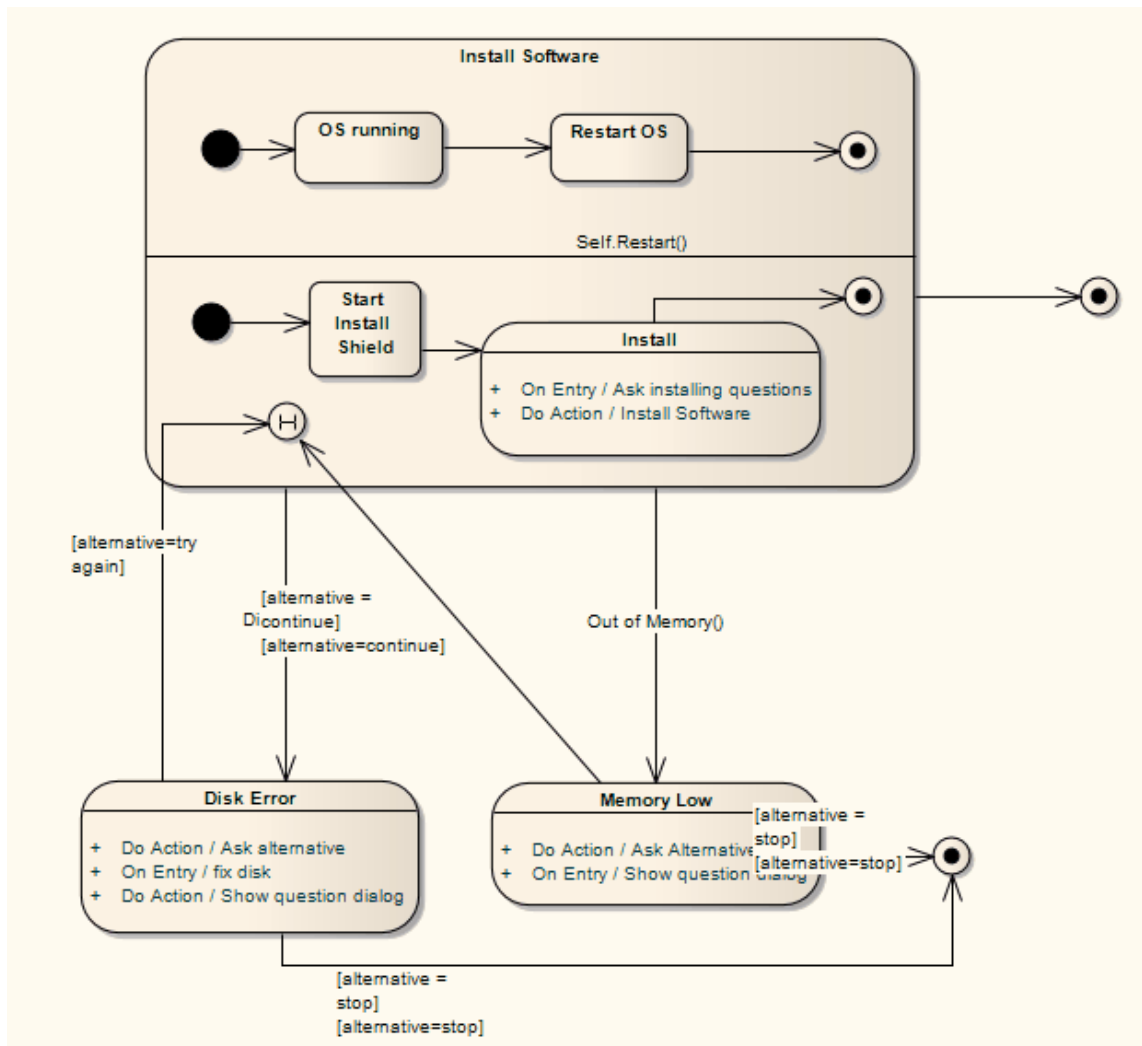 Install Software
OS running
Restart OS
Self.Restart()
Start
Install
Shield
Install
+ On Entry / Ask installing questions
+ Do Action / Install Software
H
[alternative=try
again]
[alternative =
Dicontinue]
[alternative=continue]
Out of Memory()
Disk Error
+ Do Action / Ask alternative
+ On Entry / fix disk
+ Do Action / Show question dialog
Memory Low
+ Do Action / Ask Alternative
+ On Entry / Show question dialog
[alternative =
stop]
[alternative=stop]
[alternative =
stop]
[alternative=stop]